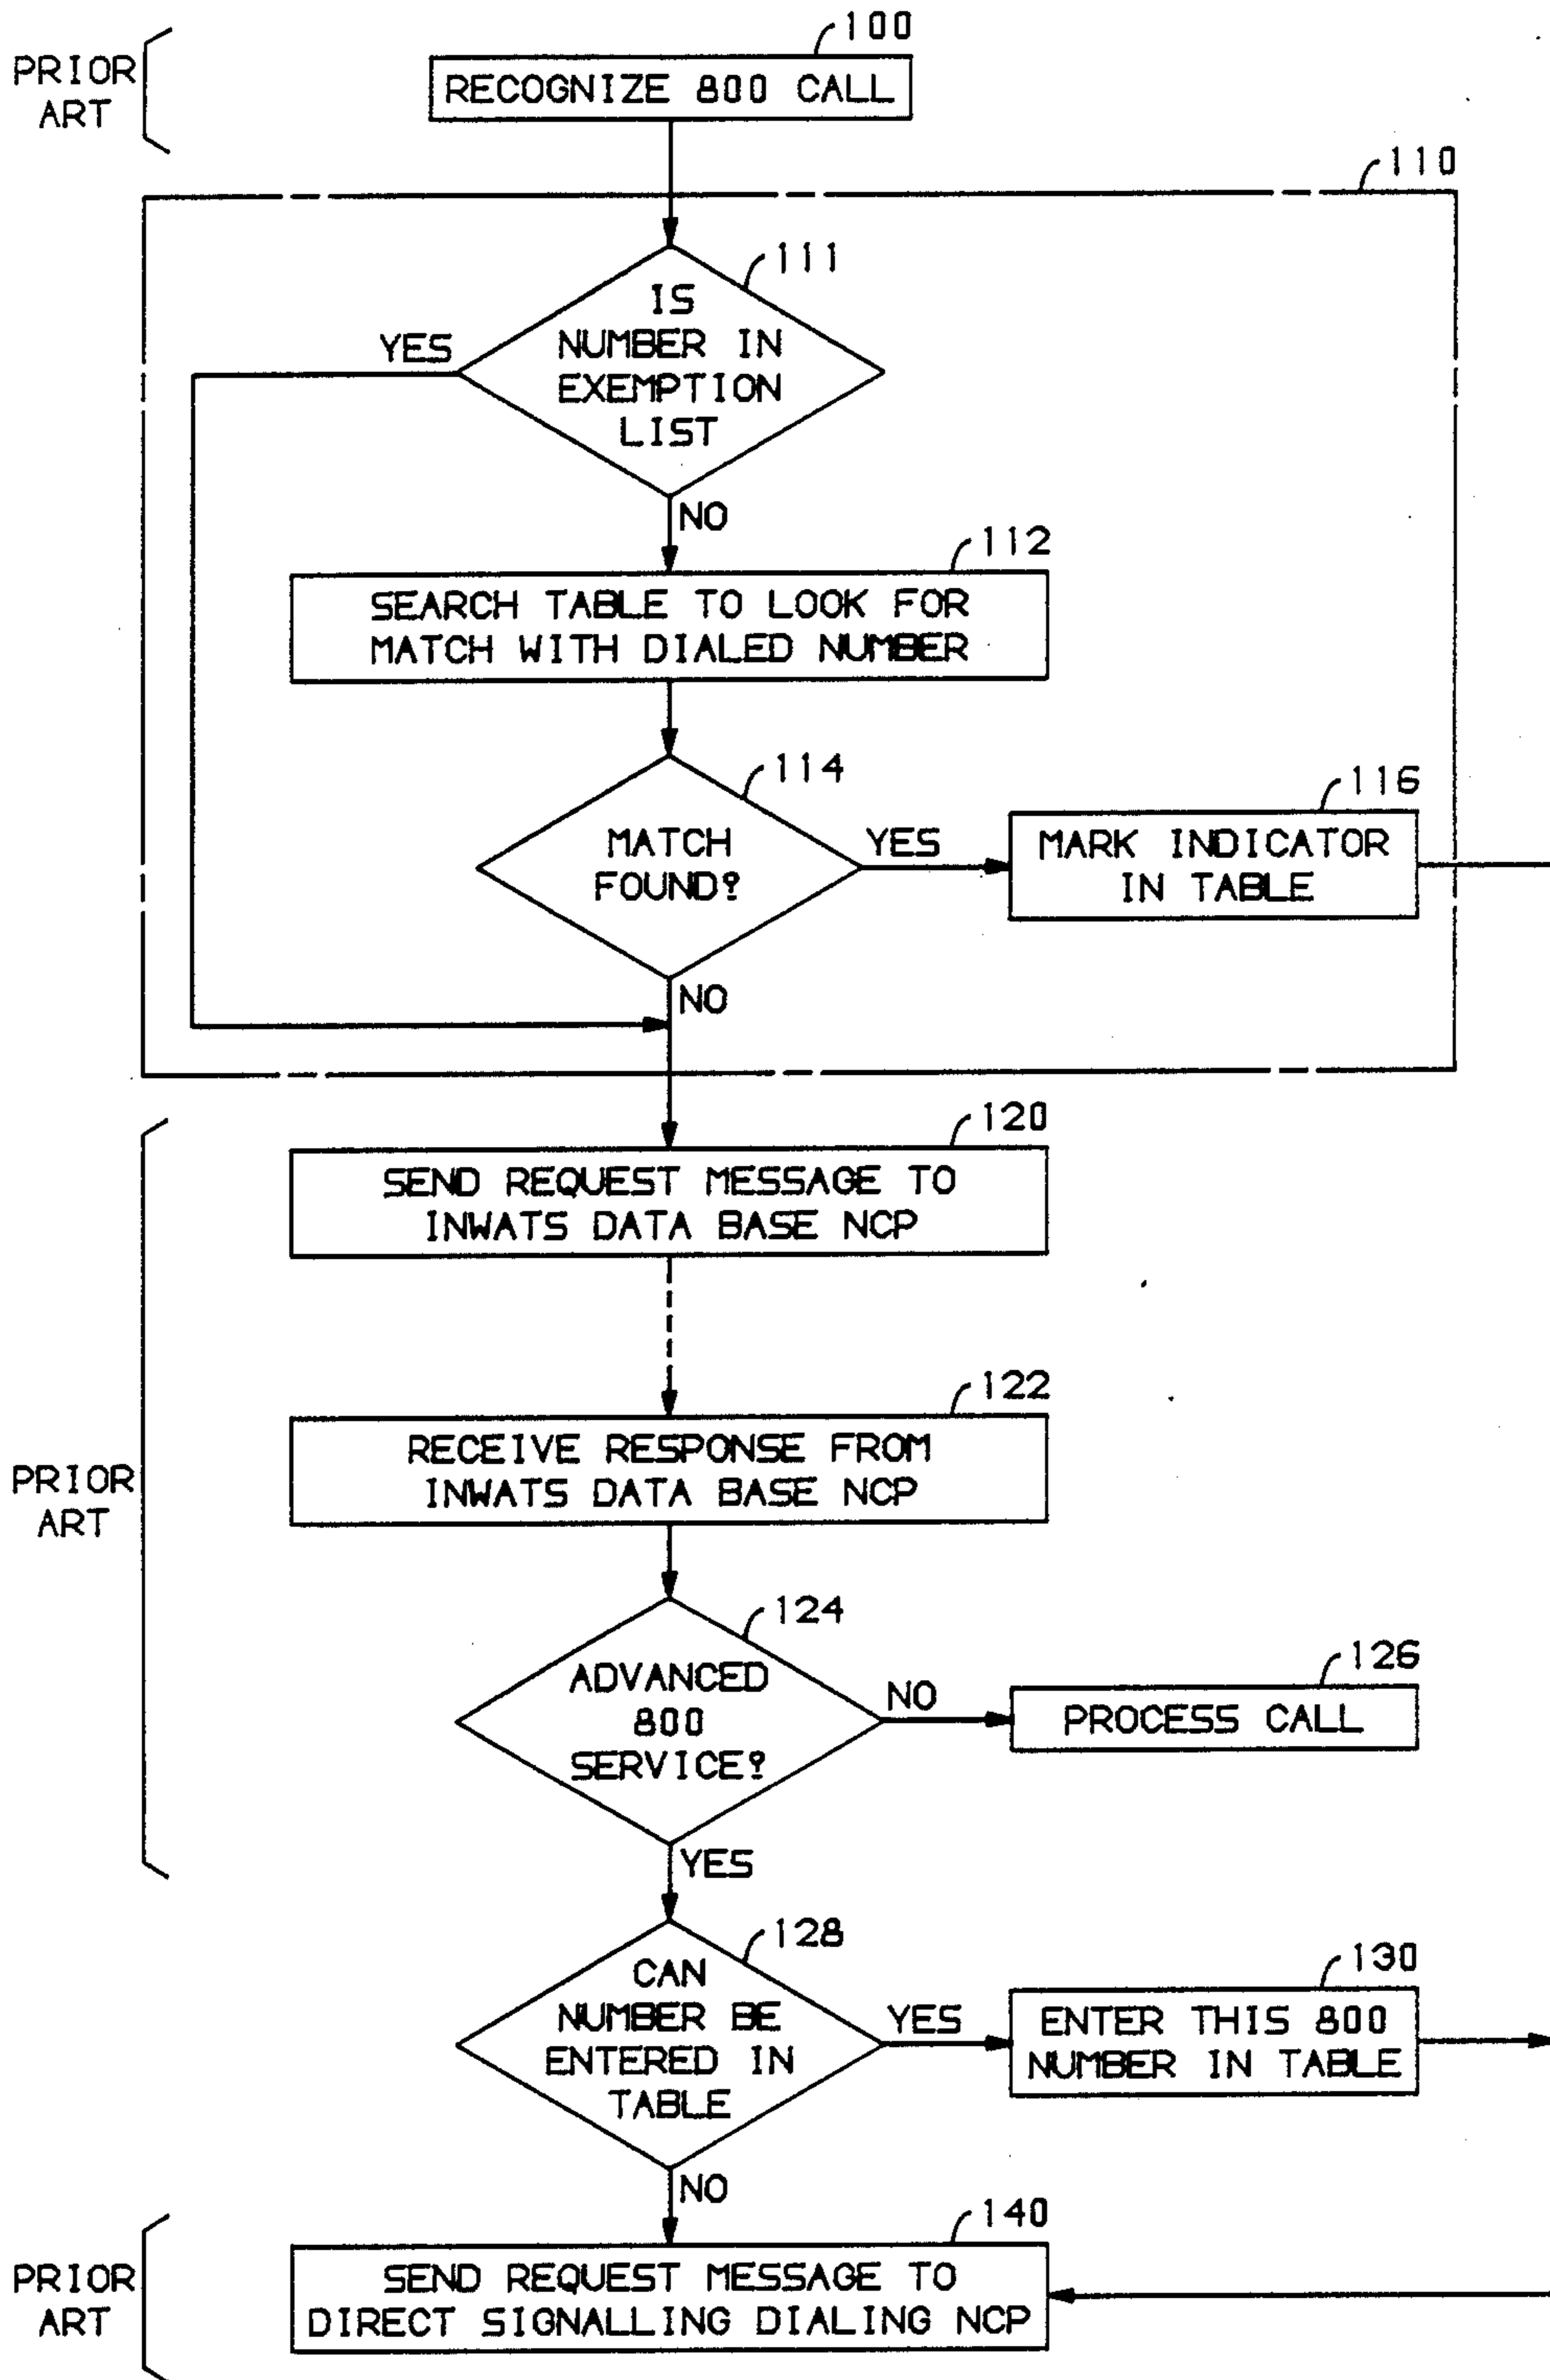 100
PRIOR
ART
RECOGNIZE 800 CALL
110
111
IS
NUMBER IN
EXEMPTION
LIST
YES
NO
112
SEARCH TABLE TO LOOK FOR
MATCH WITH DIALED NUMBER
114
MATCH
FOUND?
YES
116
MARK INDICATOR
IN TABLE
NO
120
SEND REQUEST MESSAGE TO
INWATS DATA BASE NCP
122
RECEIVE RESPONSE FROM
INWATS DATA BASE NCP
PRIOR
ART
124
ADVANCED
800
SERVICE?
NO
126
PROCESS CALL
YES
128
CAN
NUMBER BE
ENTERED IN
TABLE
YES
130
ENTER THIS 800
NUMBER IN TABLE
NO
140
PRIOR
ART
SEND REQUEST MESSAGE TO
DIRECT SIGNALLING DIALING NCP